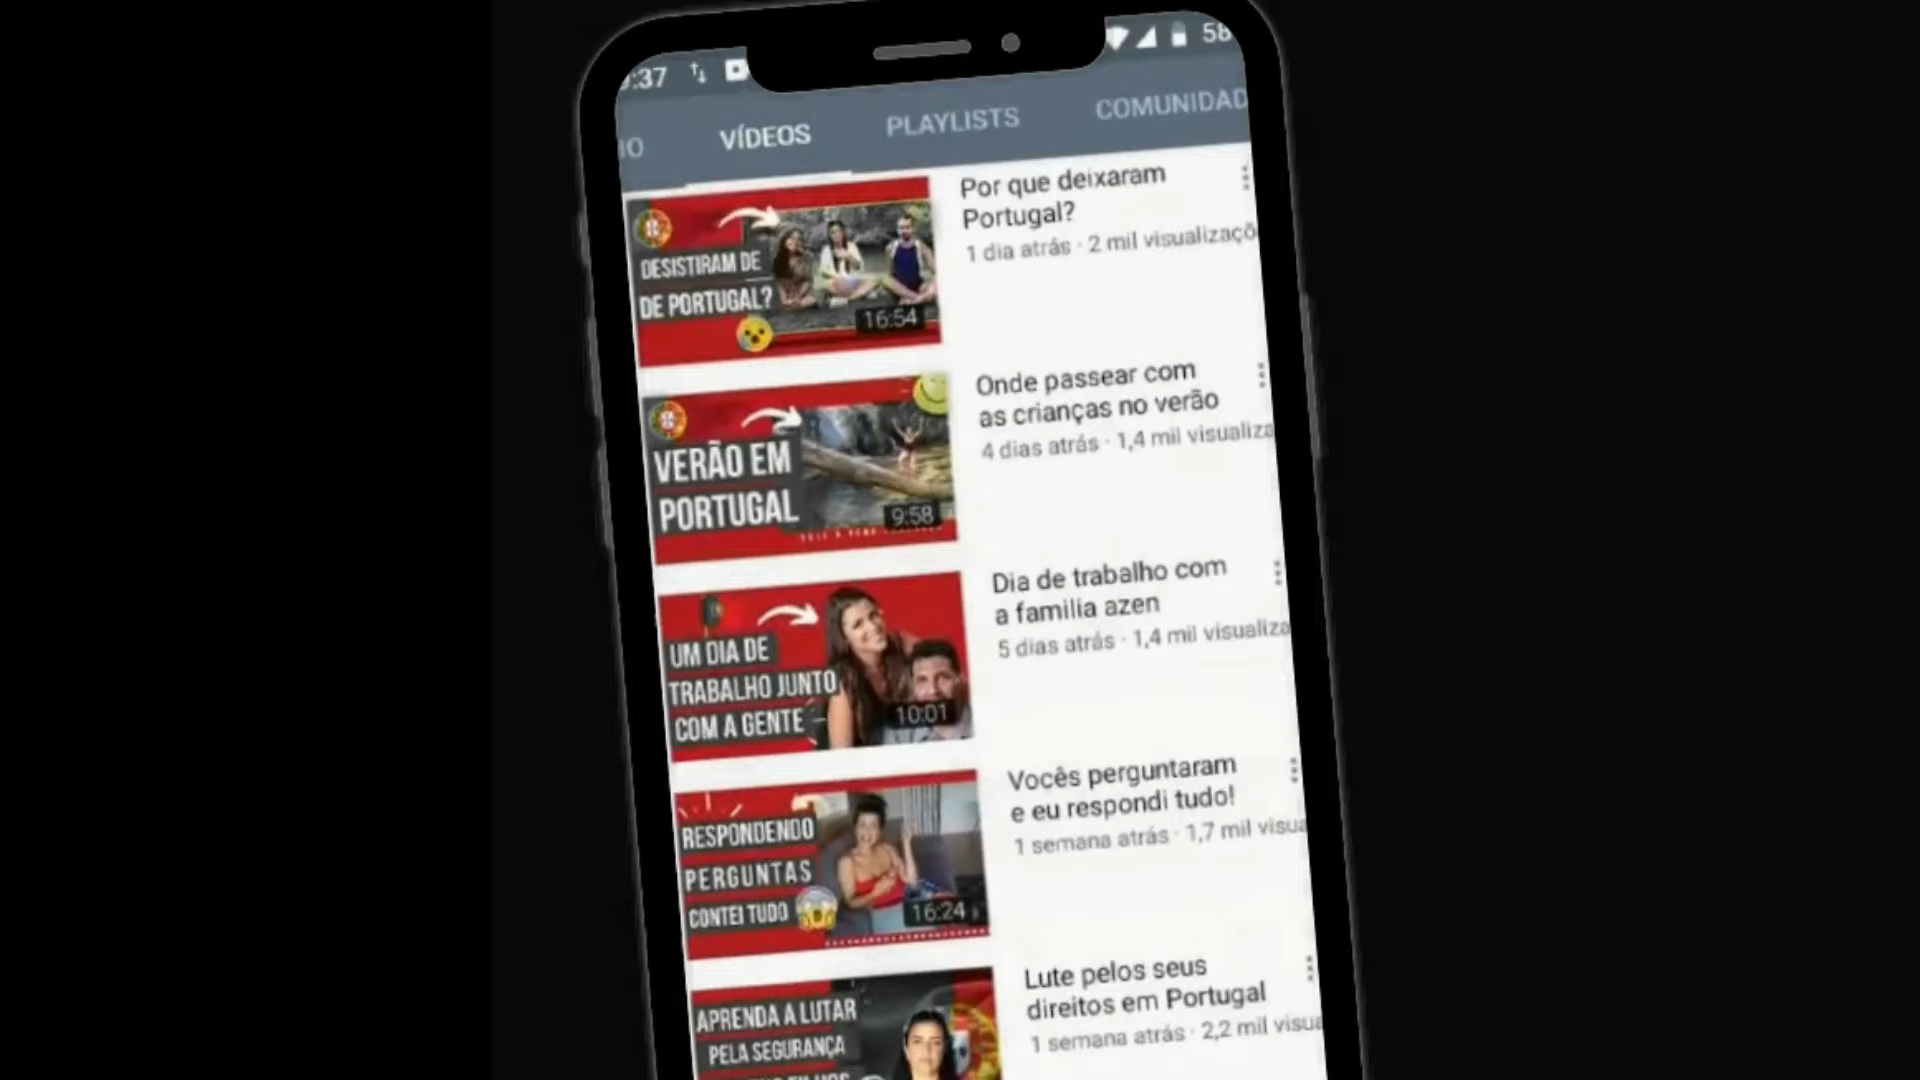 :37
58
IO
VÍDEOS
PLAYLISTS
COMUNIDAD
DESISTIRAM DE
DE PORTUGAL?
16:54
Por que deixaram
Portugal?
1 dia atrás · 2 mil visualizaçõ
VERÃO EM
PORTUGAL
9:58
Onde passear com
as crianças no verão
4 dias atrás · 1,4 mil visualiza
UM DIA DE
TRABALHO JUNTO
COM A GENTE
10:01
Dia de trabalho com
a familia azen
5 dias atrás · 1,4 mil visualiza
RESPONDENDO
PERGUNTAS
CONTEI TUDO
16:24
Vocês perguntaram
e eu respondi tudo!
1 semana atrás · 1,7 mil visua
APRENDA A LUTAR
PELA SEGURANÇA
Lute pelos seus
direitos em Portugal
1 semana atrás · 2,2 mil visua